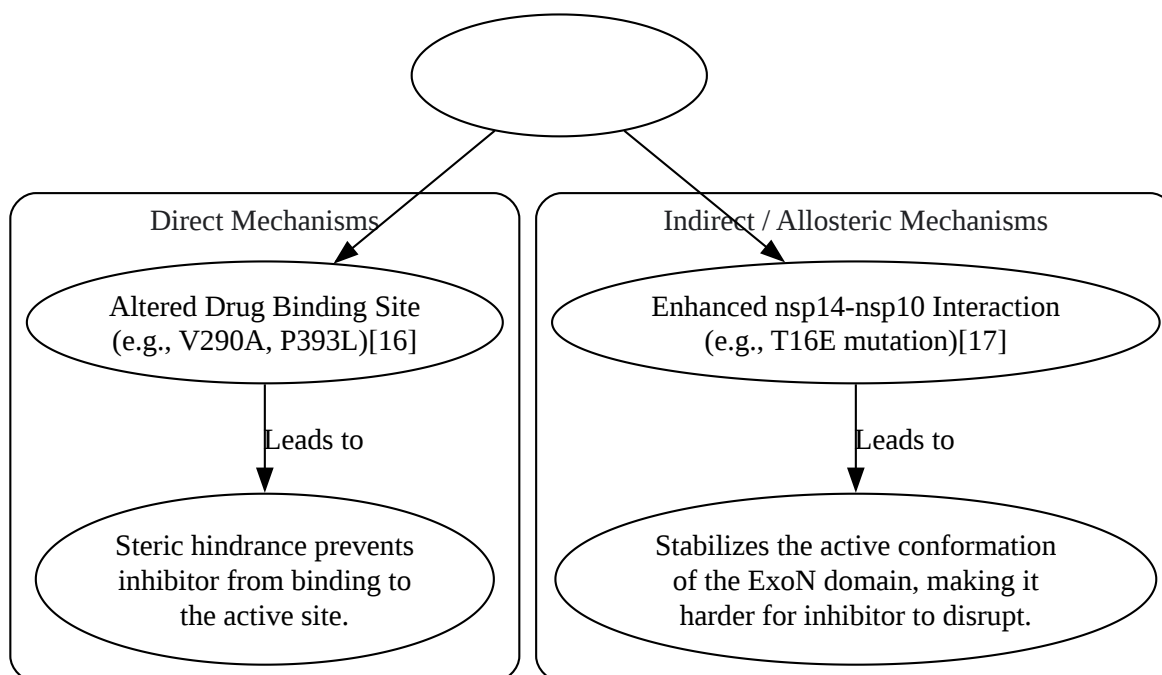 Direct Mechanisms
Altered Drug Binding Site
(e.g., V290A, P393L)[16]
Leads to
Steric hindrance prevents
inhibitor from binding to
the active site.
Indirect / Allosteric Mechanisms
Enhanced nsp14-nsp10 Interaction
(e.g., T16E mutation)[17]
Leads to
Stabilizes the active conformation
of the ExoN domain, making it
harder for inhibitor to disrupt.